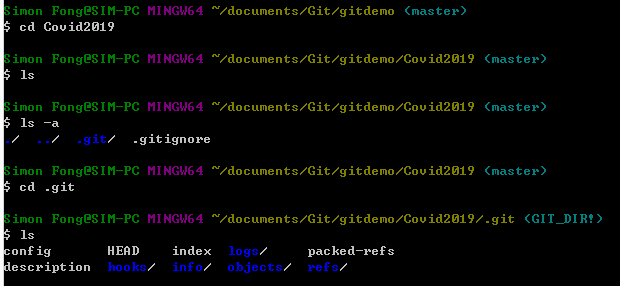 Simon Fong@SIM-PC MINGW64 ~/documents/Git/gitdemo (master)
$ cd Covid2019
Simon Fong@SIM-PC MINGW64 ~/documents/Git/gitdemo/Covid2019 (master)
$ ls
Simon Fong@SIM-PC MINGW64 ~/documents/Git/gitdemo/Covid2019 (master)
$ ls -a
./  ../  .git/  .gitignore
Simon Fong@SIM-PC MINGW64 ~/documents/Git/gitdemo/Covid2019 (master)
$ cd .git
Simon Fong@SIM-PC MINGW64 ~/documents/Git/gitdemo/Covid2019/.git (GIT_DIR!)
$ ls
config       HEAD    index  logs/     packed-refs
description  hooks/  info/  objects/  refs/